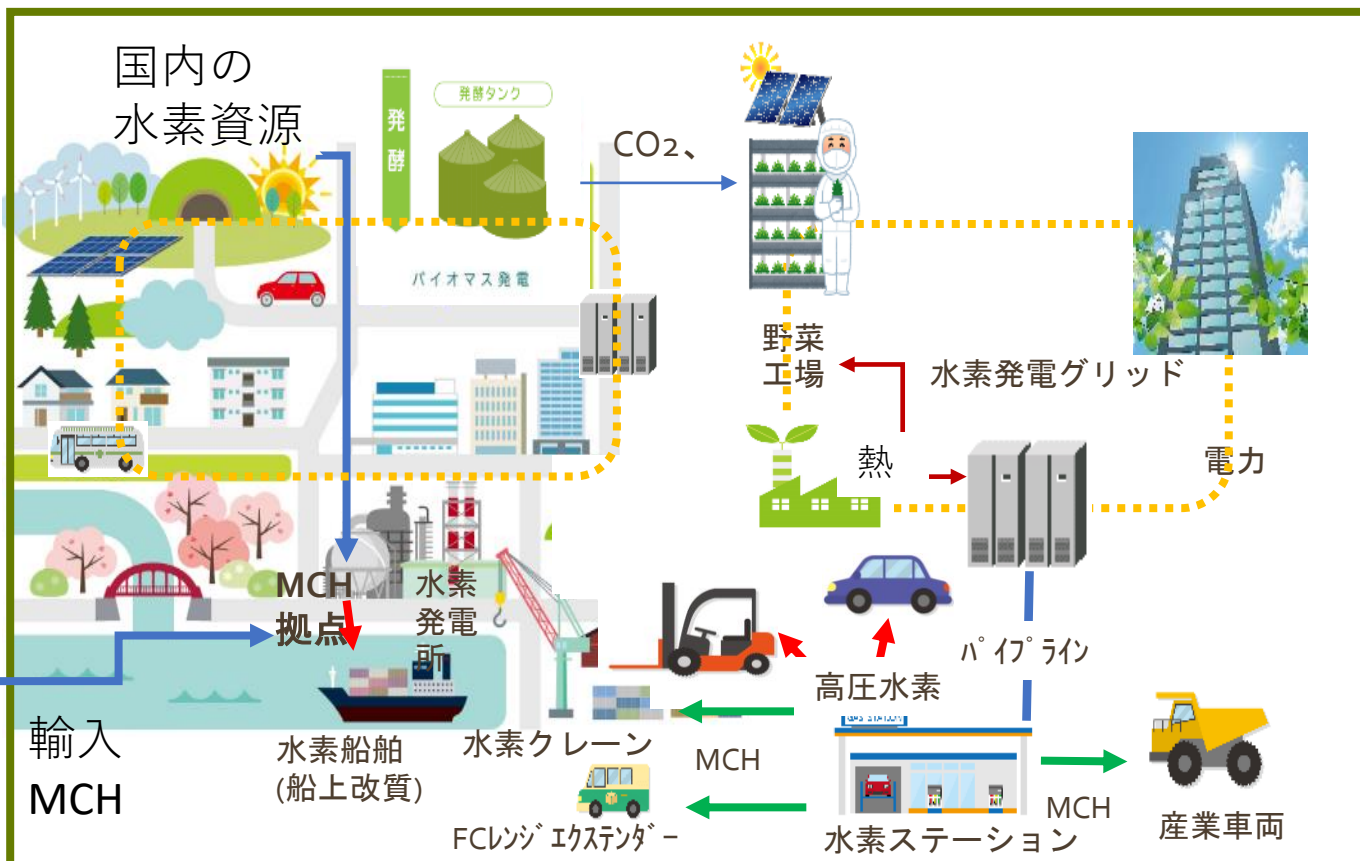 国内の
水素資源
発酵
発酵タンク
CO2、
バイオマス発電
野菜
工場
水素発電グリッド
熱
電力
MCH
拠点
水素
発電
所
高圧水素
ﾊﾟｲﾌﾟﾗｲﾝ
輸入
MCH
水素船舶
(船上改質)
水素クレーン
MCH
GAS STATION
MCH
FCﾚﾝｼﾞｴｸｽﾃﾝﾀﾞｰ
水素ステーション
産業車両